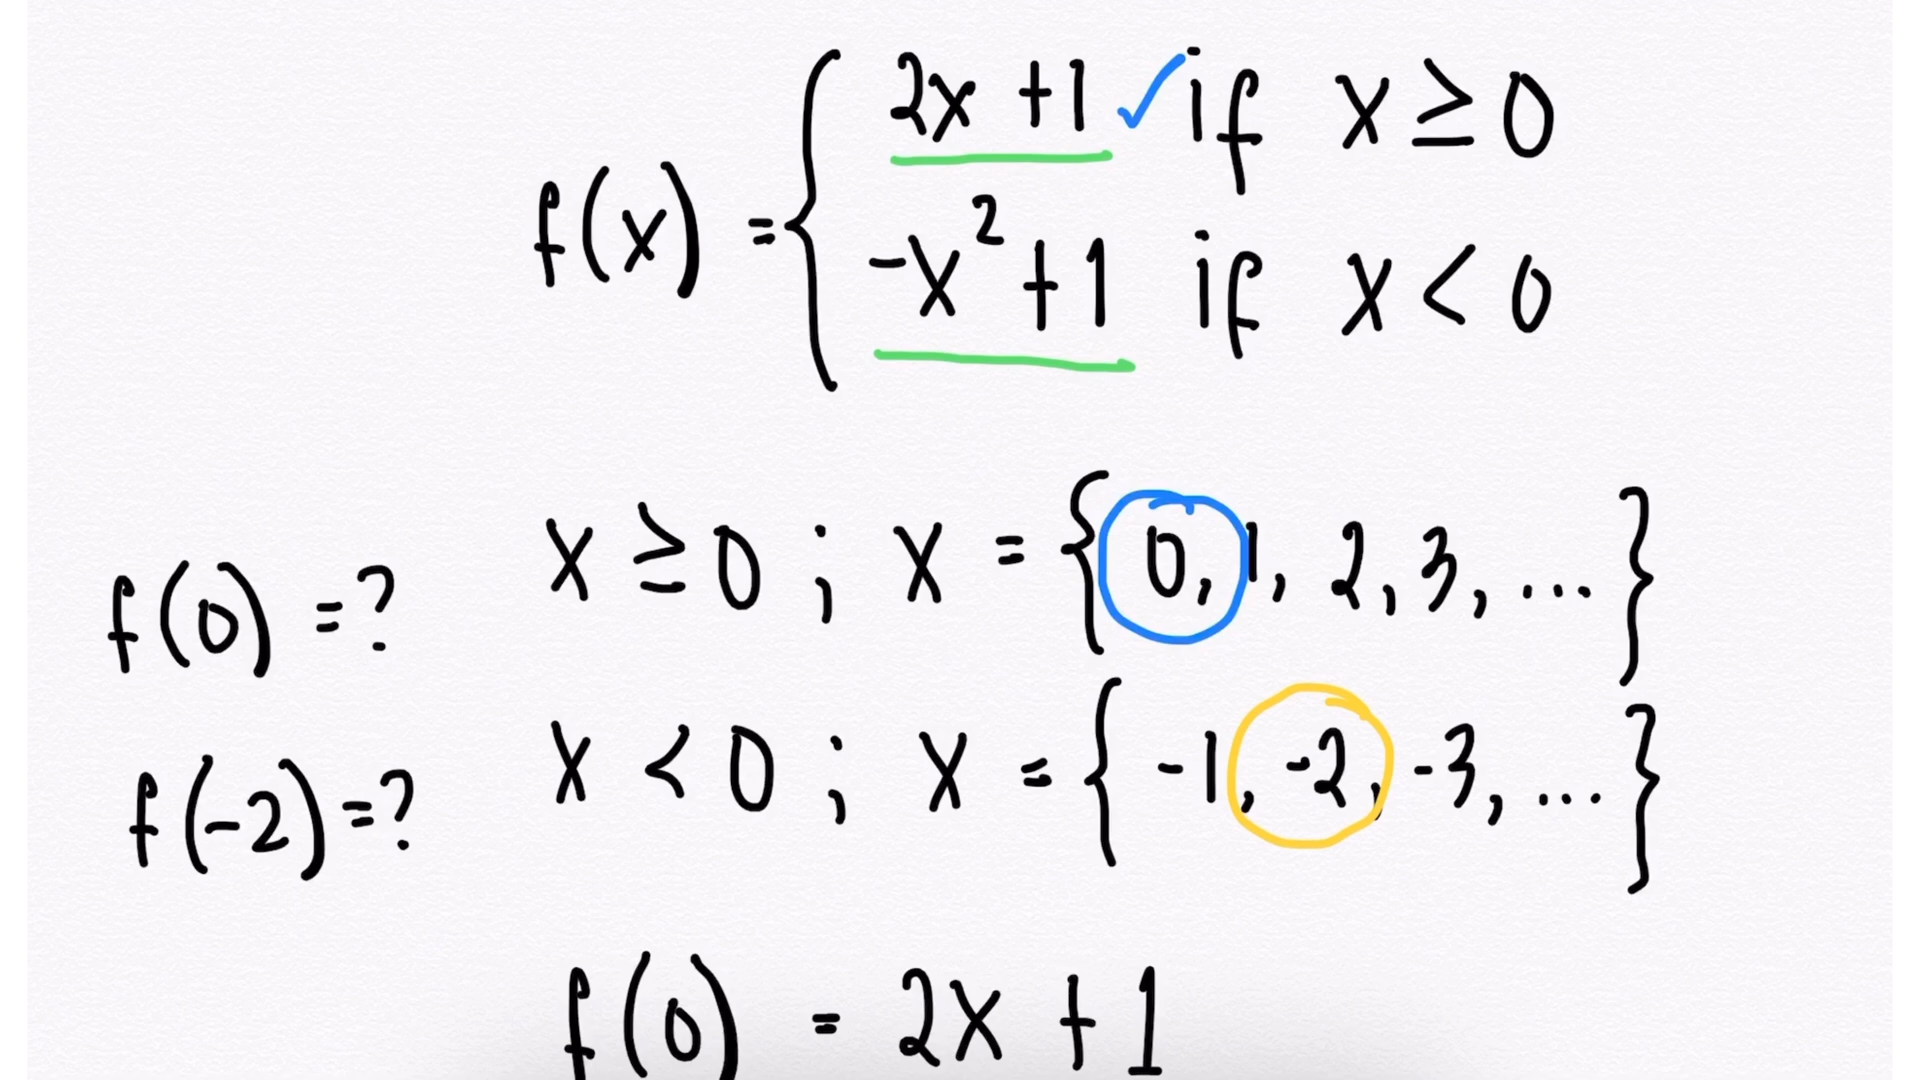 f(x) = { 2x + 1 ✓ if x ≥ 0
-x² + 1 if x < 0
x ≥ 0 ; x = { 0, 1, 2, 3, ... }
f(0) = ?
x < 0 ; x = { -1, -2, -3, ... }
f(-2) = ?
f(0) = 2x + 1